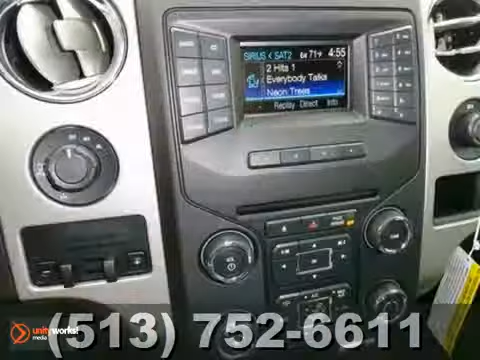 SIRIUS < SAT2 71° 4:55
2 Hits 1
Everybody Talks
Neon Trees
Replay Direct Info
unityworks!
media
(513) 752-6611